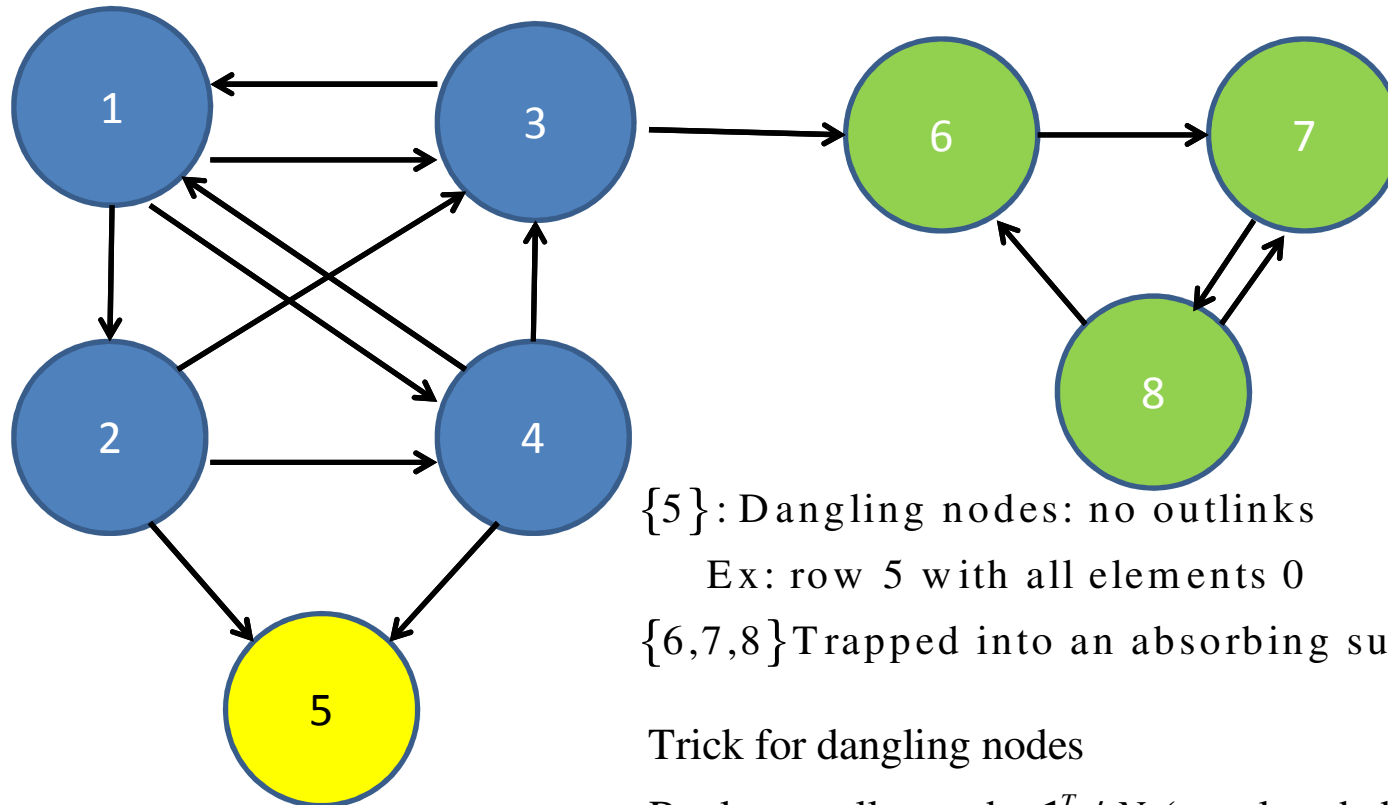 1
3
6
7
2
4
8
5
{5}: Dangling nodes: no outlinks
Ex: row 5 with all elements 0
{6,7,8}Trapped into an absorbing su
Trick for dangling nodes